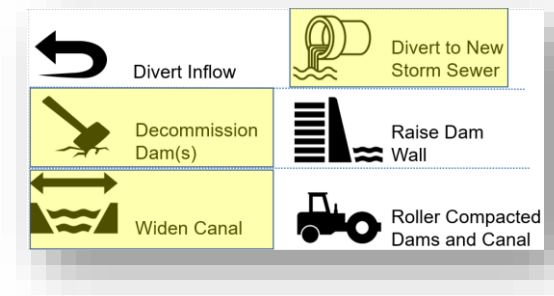 Divert Inflow
Divert to New
Storm Sewer
Decommission
Dam(s)
Raise Dam
Wall
Widen Canal
Roller Compacted
Dams and Canal